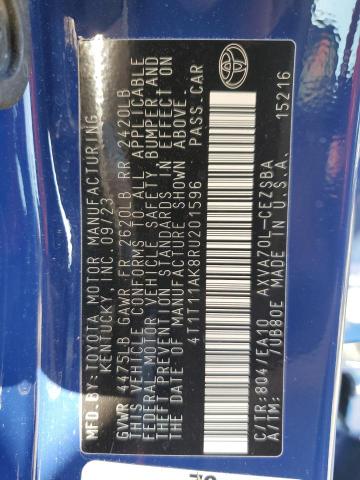 MFD.BY: TOYOTA MOTOR MANUFACTURING
KENTUCKY, INC. 09/23
GVWR 4475LB GAWR FR 2620LB RR 2420LB
THIS VEHICLE CONFORMS TO ALL APPLICABLE
FEDERAL MOTOR VEHICLE SAFETY, BUMPER AND
THEFT PREVENTION STANDARDS IN EFFECT ON
THE DATE OF MANUFACTURE SHOWN ABOVE.
4T1T11AK8RU201596 PASS.CAR
C/TR:8047EA10 AXVA70L-CEZSBA
A/TM: 7UB80E MADE IN U.S.A. 15216